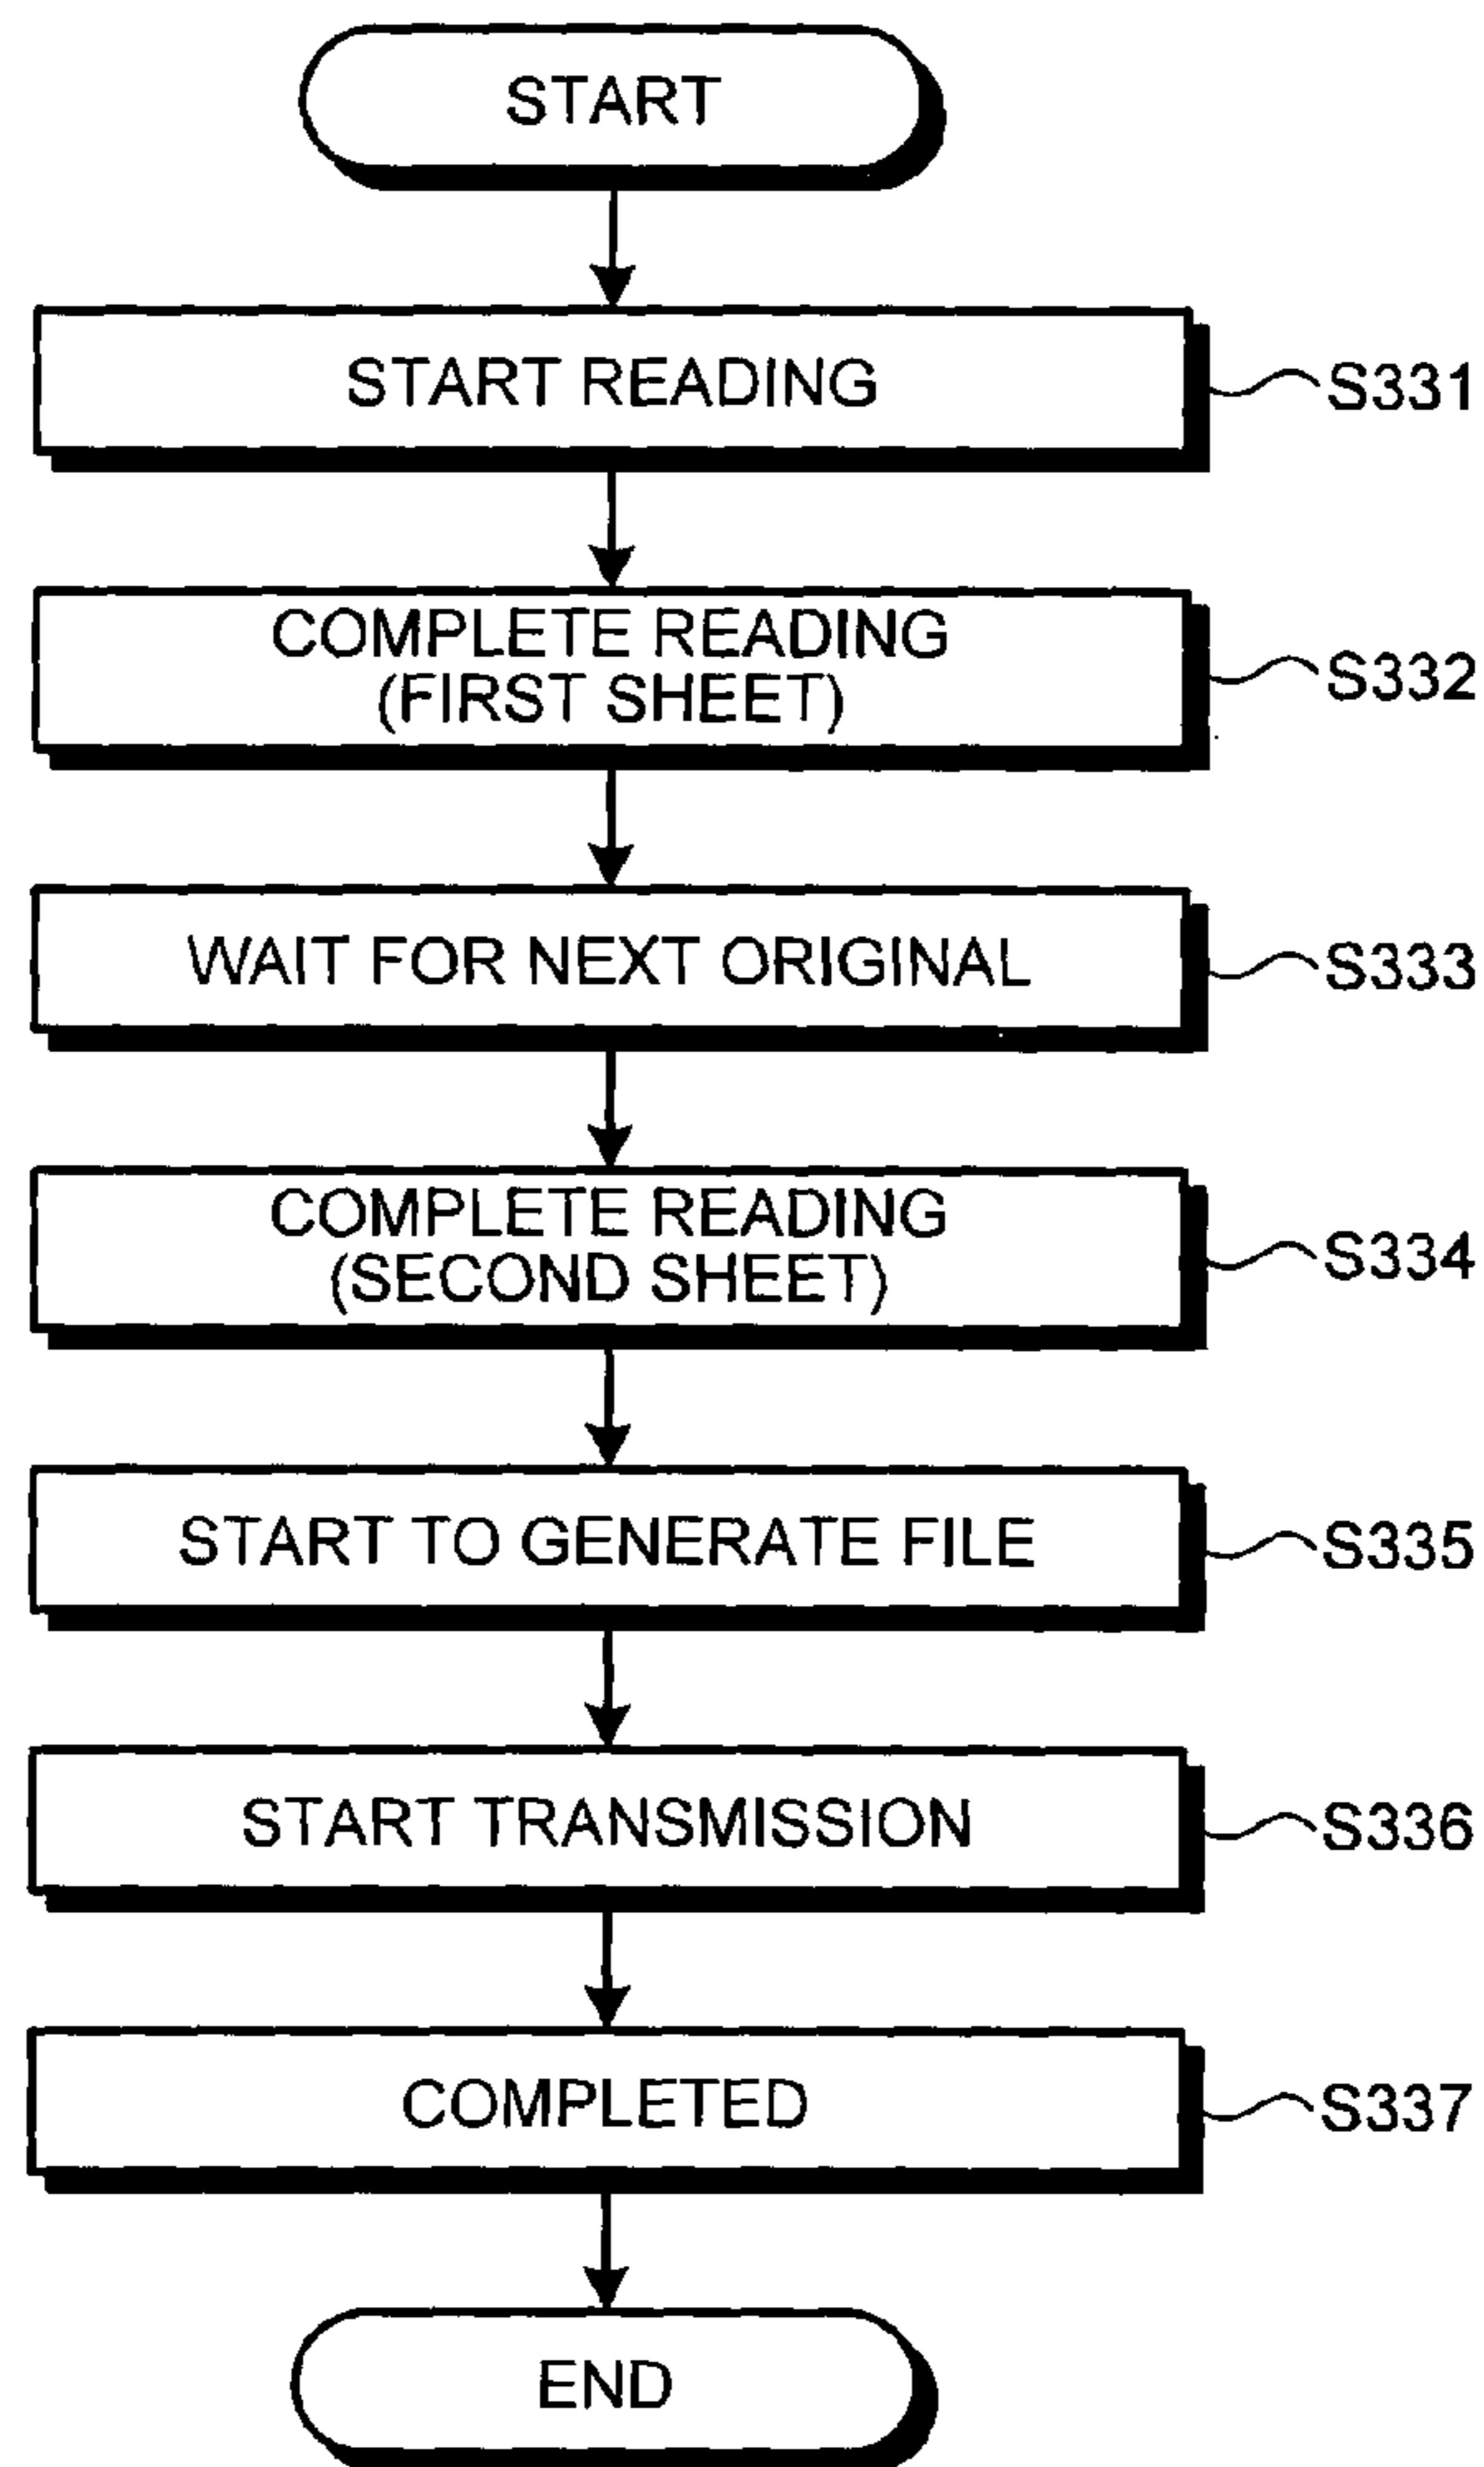 START
START READING
S331
COMPLETE READING
(FIRST SHEET)
S332
WAIT FOR NEXT ORIGINAL
S333
COMPLETE READING
(SECOND SHEET)
S334
START TO GENERATE FILE
S335
START TRANSMISSION
S336
COMPLETED
S337
END